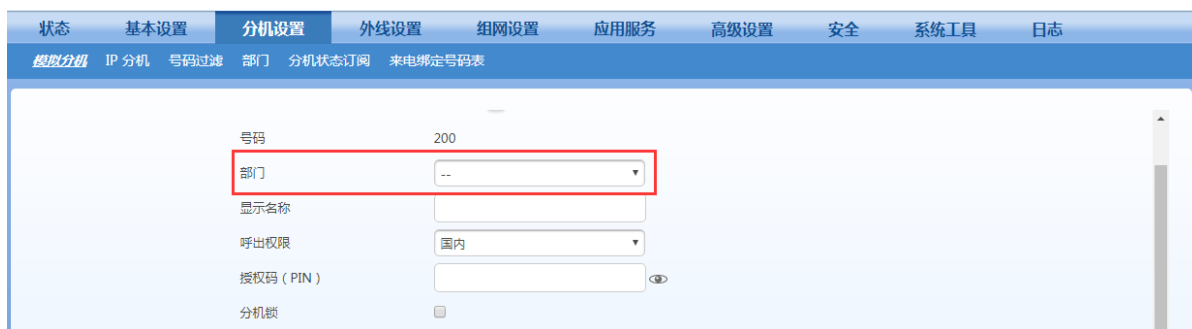 状态 基本设置 分机设置 外线设置 组网设置 应用服务 高级设置 安全 系统工具 日志
模拟分机 IP 分机 号码过滤 部门 分机状态订阅 来电绑定号码表
号码 200
部门 --
显示名称
呼出权限 国内
授权码（PIN）
分机锁